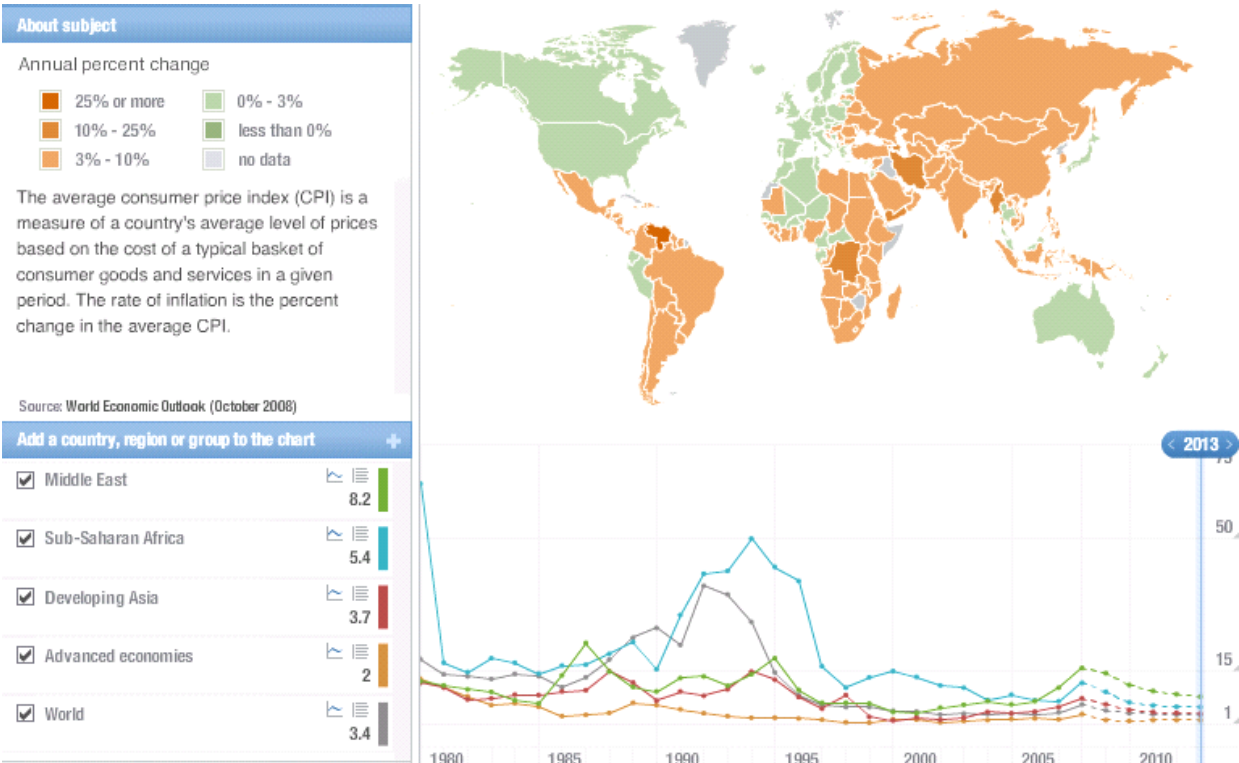 About subject
Annual percent change
25% or more
0% - 3%
10% - 25%
less than 0%
3% - 10%
no data
The average consumer price index (CPI) is a
measure of a country's average level of prices
based on the cost of a typical basket of
consumer goods and services in a given
period. The rate of inflation is the percent
change in the average CPI.
Source: World Economic Outlook (October 2008)
Add a country, region or group to the chart +
Middle East
8.2
Sub-Saharan Africa
5.4
Developing Asia
3.7
Advanced economies
2
World
3.4
< 2013 >
75
50
15
1
1980
1985
1990
1995
2000
2005
2010